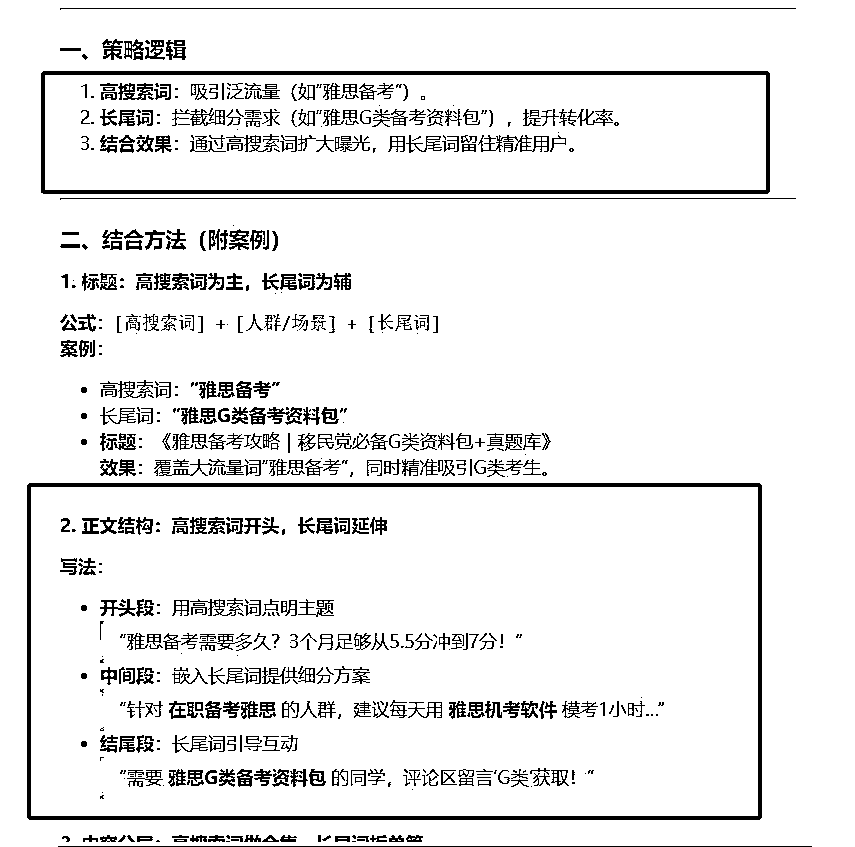 一、策略逻辑
1. 高搜索词：吸引泛流量（如“雅思备考”）。
2. 长尾词：拦截细分需求（如“雅思G类备考资料包”），提升转化率。
3. 结合效果：通过高搜索词扩大曝光，用长尾词留住精准用户。
二、结合方法（附案例）
1. 标题：高搜索词为主，长尾词为辅
公式：[高搜索词] + [人群/场景] + [长尾词]
案例：
• 高搜索词：“雅思备考”
• 长尾词：“雅思G类备考资料包”
• 标题：《雅思备考攻略 | 移民党必备G类资料包+真题库》
效果：覆盖大流量词“雅思备考”，同时精准吸引G类考生。
2. 正文结构：高搜索词开头，长尾词延伸
写法：
• 开头段：用高搜索词点明主题
“雅思备考需要多久？3个月足够从5.5分冲到7分！”
• 中间段：嵌入长尾词提供细分方案
“针对 在职备考雅思 的人群，建议每天用 雅思机考软件 模考1小时...”
• 结尾段：长尾词引导互动
“需要 雅思G类备考资料包 的同学，评论区留言‘G类’获取！”